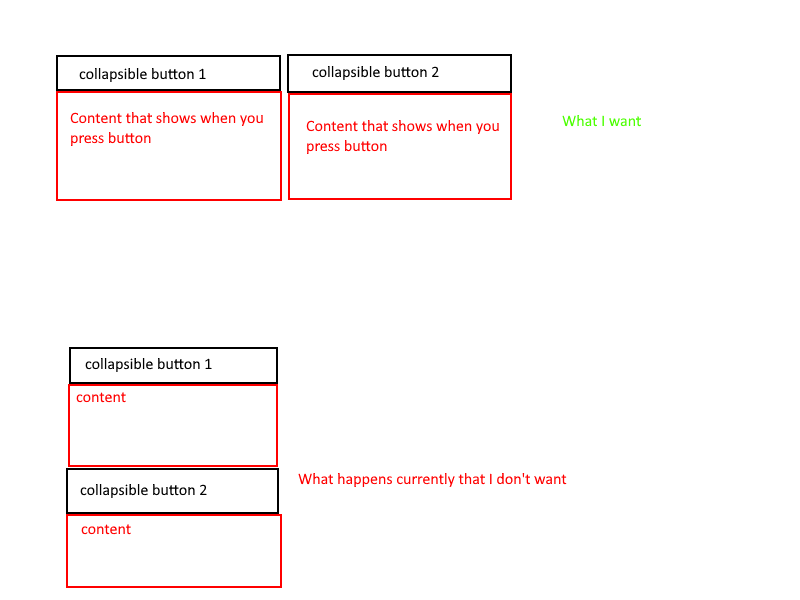 collapsible button 1
collapsible button 2
Content that shows when you
press button
Content that shows when you
press button
What I want
collapsible button 1
content
What happens currently that I don't want
collapsible button 2
content